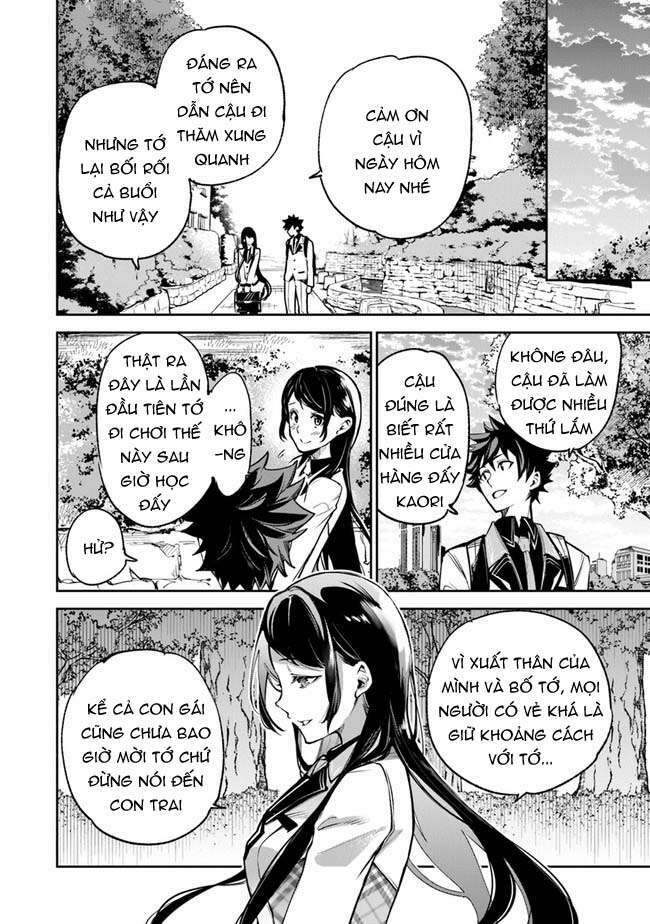 CẢM ƠN
CẬU VÌ
NGÀY HÔM
NAY NHÉ
ĐÁNG RA
TỚ NÊN
DẪN CẬU ĐI
THĂM XUNG
QUANH
NHƯNG TỚ
LẠI BỐI RỐI
CẢ BUỔI
NHƯ VẬY
KHÔNG ĐÂU,
CẬU ĐÃ LÀM
ĐƯỢC NHIỀU
THỨ LẮM
CẬU
ĐÚNG LÀ
BIẾT RẤT
NHIỀU CỬA
HÀNG ĐẤY
KAORI
...
KHÔ
-NG
THẬT RA
ĐÂY LÀ LẦN
ĐẦU TIÊN TỚ
ĐI CHƠI THẾ
NÀY SAU
GIỜ HỌC
ĐẤY
HỬ?
VÌ XUẤT THÂN CỦA
MÌNH VÀ BỐ TỚ, MỌI
NGƯỜI CÓ VẺ KHÁ LÀ
GIỮ KHOẢNG CÁCH
VỚI TỚ...
KỂ CẢ CON GÁI
CŨNG CHƯA BAO
GIỜ MỜI TỚ CHỨ
ĐỪNG NÓI ĐẾN
CON TRAI